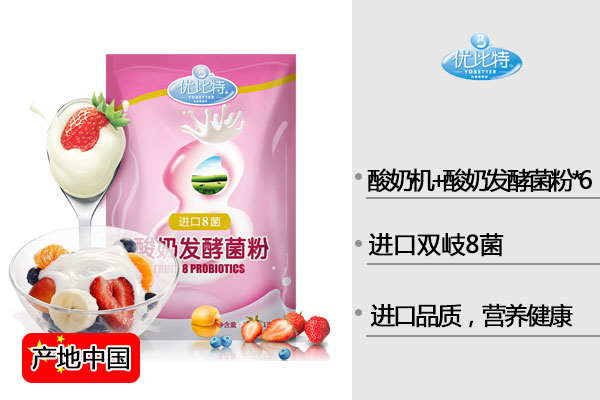 优比特
YOBETTER
进口8菌
酸奶发酵菌粉
FRUIT 8 PROBIOTICS
产地中国
优比特
YOBETTER
酸奶机+酸奶发酵菌粉*6
进口双岐8菌
进口品质，营养健康